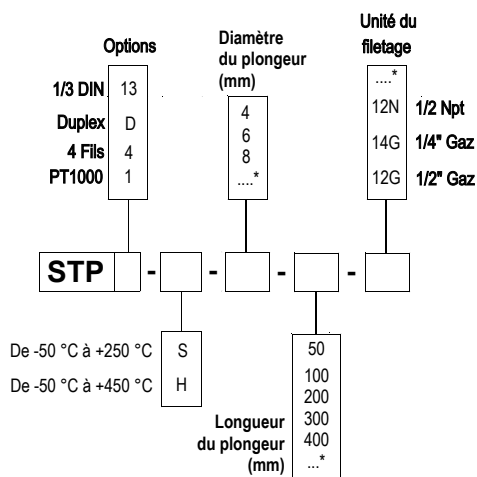 Options
1/3 DIN 13
Duplex D
4 Fils 4
PT1000 1
Diamètre
du plongeur
(mm)
4
6
8
....*
Unité du
filetage
....*
12N 1/2 Npt
14G 1/4" Gaz
12G 1/2" Gaz
STP - - - -
De -50 °C à +250 °C S
De -50 °C à +450 °C H
Longueur
du plongeur
(mm)
50
100
200
300
400
...*